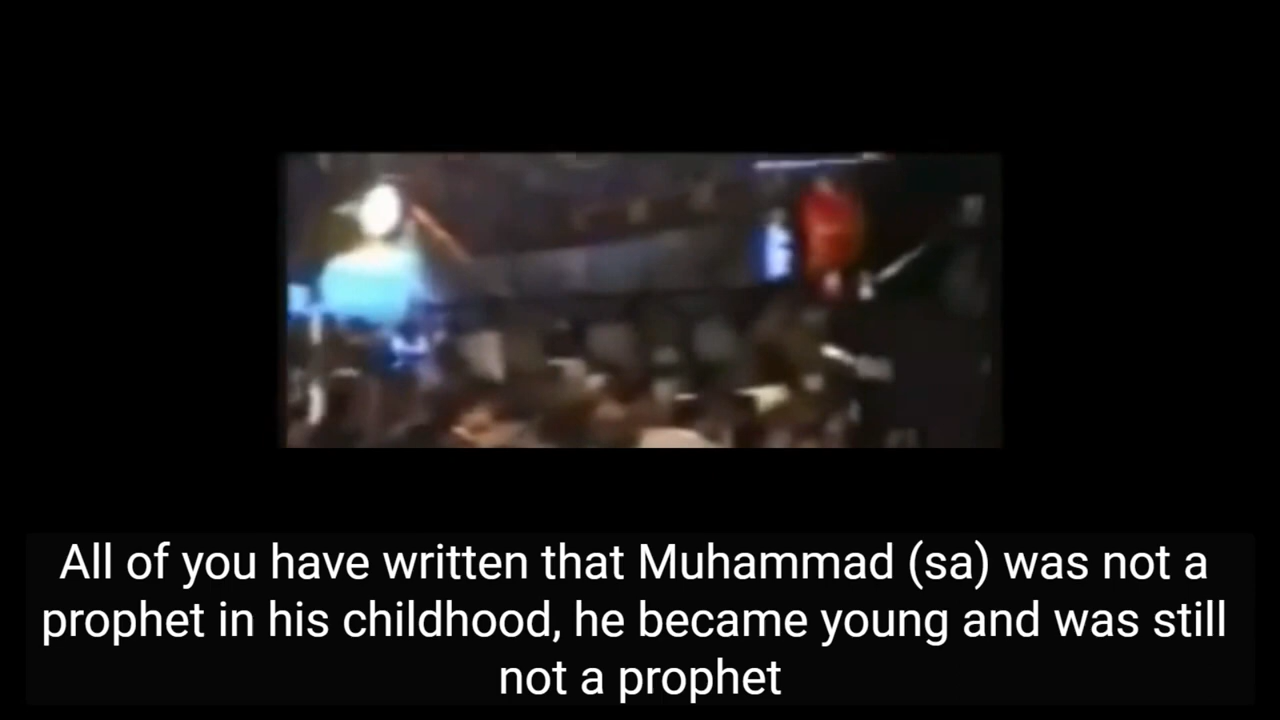 All of you have written that Muhammad (sa) was not a
prophet in his childhood, he became young and was still
not a prophet